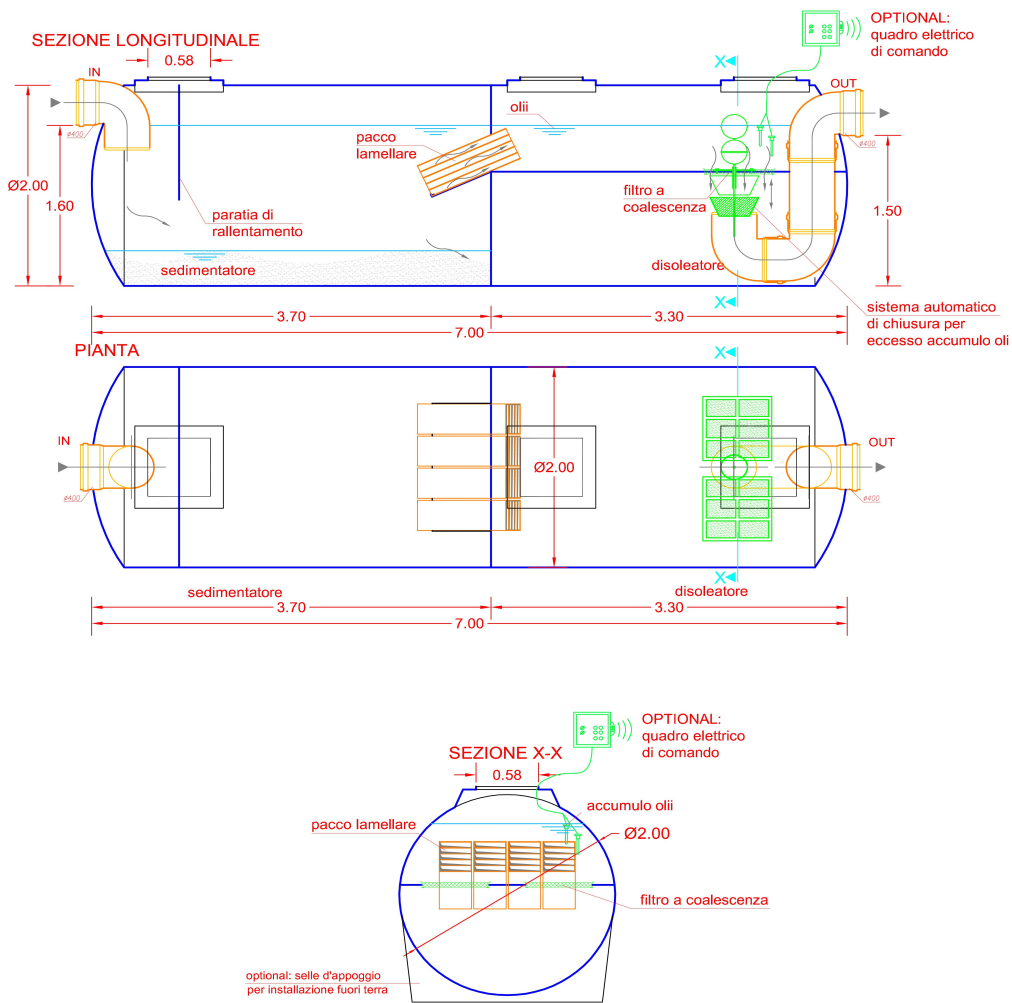 SEZIONE LONGITUDINALE
0.58
IN
X
OPTIONAL:
quadro elettrico
di comando
OUT
ø400
olii
pacco
lamellare
ø400
Ø2.00
1.60
paratia di
rallentamento
filtro a
coalescenza
1.50
sedimentatore
disoleatore
X
sistema automatico
di chiusura per
eccesso accumulo oli
3.70
3.30
7.00
PIANTA
X
IN
OUT
Ø2.00
ø400
ø400
X
sedimentatore
disoleatore
3.70
3.30
7.00
OPTIONAL:
quadro elettrico
di comando
SEZIONE X-X
0.58
accumulo olii
pacco lamellare
Ø2.00
filtro a coalescenza
optional: selle d'appoggio
per installazione fuori terra